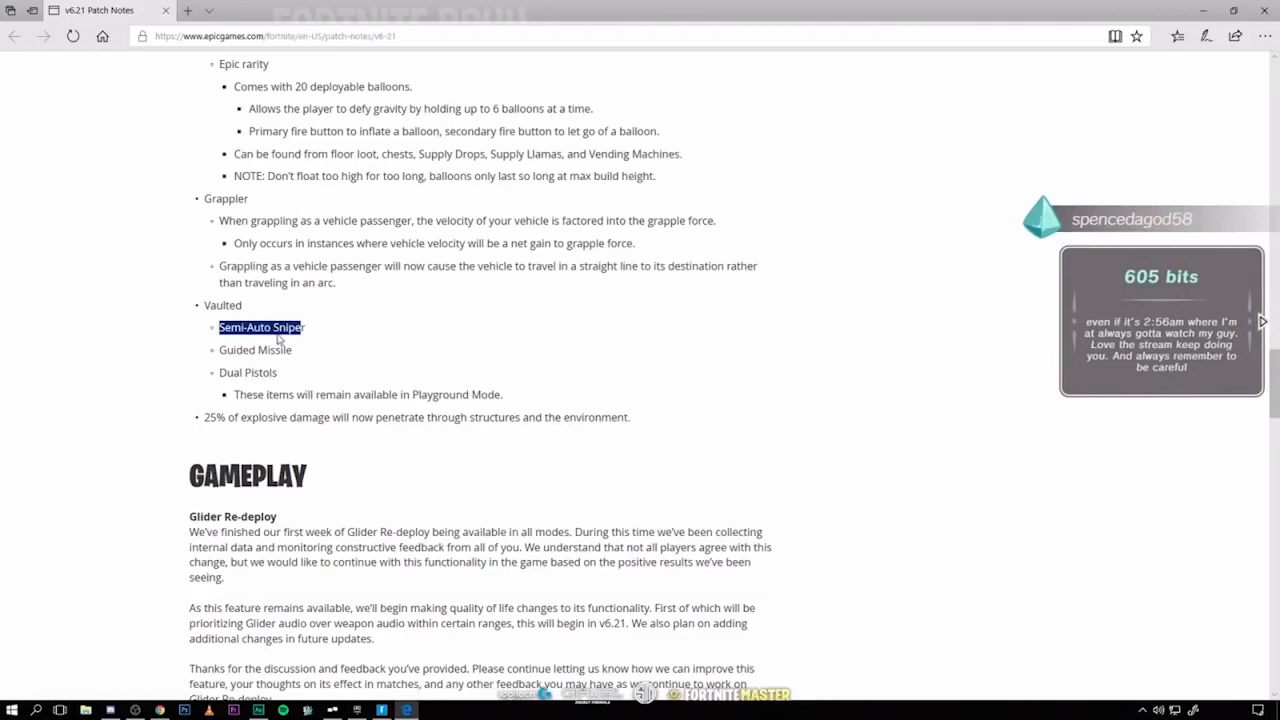 v6.21 Patch Notes
https://www.epicgames.com/fortnite/en-US/patch-notes/v6-21
Epic rarity
Comes with 20 deployable balloons.
Allows the player to defy gravity by holding up to 6 balloons at a time.
Primary fire button to inflate a balloon, secondary fire button to let go of a balloon.
Can be found from floor loot, chests, Supply Drops, Supply Llamas, and Vending Machines.
NOTE: Don't float too high for too long, balloons only last so long at max build height.
Grappler
When grappling as a vehicle passenger, the velocity of your vehicle is factored into the grapple force.
Only occurs in instances where vehicle velocity will be a net gain to grapple force.
Grappling as a vehicle passenger will now cause the vehicle to travel in a straight line to its destination rather
than traveling in an arc.
Vaulted
Semi-Auto Sniper
Guided Missile
Dual Pistols
These items will remain available in Playground Mode.
25% of explosive damage will now penetrate through structures and the environment.
GAMEPLAY
Glider Re-deploy
We've finished our first week of Glider Re-deploy being available in all modes. During this time we've been collecting
internal data and monitoring constructive feedback from all of you. We understand that not all players agree with this
change, but we would like to continue with this functionality in the game based on the positive results we've been
seeing.
As this feature remains available, we'll begin making quality of life changes to its functionality. First of which will be
prioritizing Glider audio over weapon audio within certain ranges, this will begin in v6.21. We also plan on adding
additional changes in future updates.
Thanks for the discussion and feedback you've provided. Please continue letting us know how we can improve this
feature, your thoughts on its effect in matches, and any other feedback you may have as we continue to work on
Glider Re-deploy.
spencedagod58
605 bits
even if it's 2:56am where I'm
at always gotta watch my guy.
Love the stream keep doing
you. And always remember to
be careful
logitech G
FORTNITEMASTER